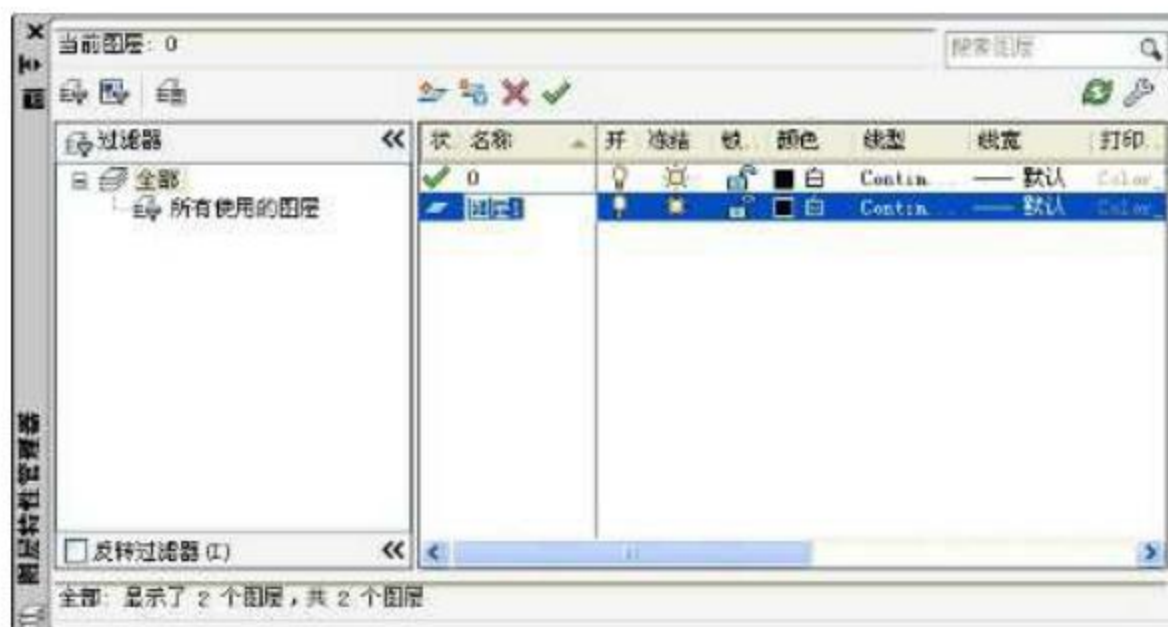 当前图层: 0
搜索图层
过滤器
状 名称 开 冻结 锁.. 颜色 线型 线宽 打印.
全部
0 白 Contin... 默认 Color_
所有使用的图层
图层1 白 Contin... 默认 Color_
反转过滤器(I)
全部: 显示了 2 个图层,共 2 个图层
图层特性管理器